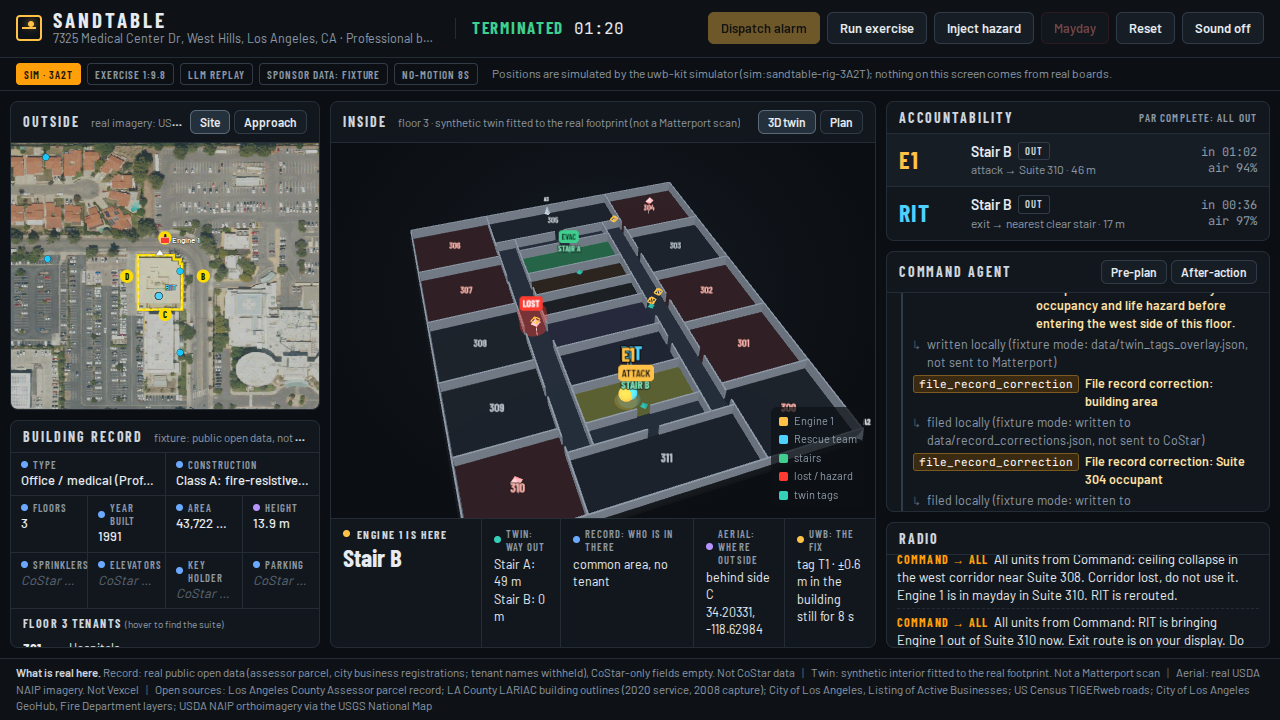 SANDTABLE
7325 Medical Center Dr, West Hills, Los Angeles, CA · Professional b...
TERMINATED 01:20
Dispatch alarm
Run exercise
Inject hazard
Mayday
Reset
Sound off
SIM · 3A2T
EXERCISE 1:9.8
LLM REPLAY
SPONSOR DATA: FIXTURE
NO-MOTION 8S
Positions are simulated by the uwb-kit simulator (sim:sandtable-rig-3A2T); nothing on this screen comes from real boards.
OUTSIDE real imagery: US...
Site
Approach
Engine 1
D
B
RIT
C
BUILDING RECORD fixture: public open data, not ...
TYPE
Office / medical (Prof...
CONSTRUCTION
Class A: fire-resistive...
FLOORS
3
YEAR BUILT
1991
AREA
43,722 ...
HEIGHT
13.9 m
SPRINKLERS
CoStar ...
ELEVATORS
CoStar ...
KEY HOLDER
CoStar ...
PARKING
CoStar ...
FLOOR 3 TENANTS (hover to find the suite)
INSIDE floor 3 · synthetic twin fitted to the real footprint (not a Matterport scan)
3D twin
Plan
304
305
306
EVAC
STAIR A
303
307
302
LOST
308
301
E1
ATTACK
STAIR B
309
300
311
310
Engine 1
Rescue team
stairs
lost / hazard
twin tags
ENGINE 1 IS HERE
Stair B
TWIN: WAY OUT
Stair A: 49 m
Stair B: 0 m
RECORD: WHO IS IN THERE
common area, no tenant
AERIAL: WHERE OUTSIDE
behind side C
34.20331,
-118.62984
UWB: THE FIX
tag T1 · ±0.6 m in the building
still for 8 s
ACCOUNTABILITY
PAR COMPLETE: ALL OUT
E1
Stair B OUT
attack → Suite 310 · 46 m
in 01:02
air 94%
RIT
Stair B OUT
exit → nearest clear stair · 17 m
in 00:36
air 97%
COMMAND AGENT
Pre-plan
After-action
occupancy and life hazard before
entering the west side of this floor.
↳ written locally (fixture mode: data/twin_tags_overlay.json,
not sent to Matterport)
file_record_correction File record correction:
building area
↳ filed locally (fixture mode: written to
data/record_corrections.json, not sent to CoStar)
file_record_correction File record correction: Suite
304 occupant
↳ filed locally (fixture mode: written to
RADIO
COMMAND → ALL All units from Command: ceiling collapse in
the west corridor near Suite 308. Corridor lost, do not use it.
Engine 1 is in mayday in Suite 310. RIT is rerouted.
COMMAND → ALL All units from Command: RIT is bringing
Engine 1 out of Suite 310 now. Exit route is on your display. Do
What is real here. Record: real public open data (assessor parcel, city business registrations; tenant names withheld), CoStar-only fields empty. Not CoStar data | Twin: synthetic interior fitted to the real footprint. Not a Matterport scan | Aerial: real USDA
NAIP imagery. Not Vexcel | Open sources: Los Angeles County Assessor parcel record; LA County LARIAC building outlines (2020 service, 2008 capture); City of Los Angeles, Listing of Active Businesses; US Census TIGERweb roads; City of Los Angeles
GeoHub, Fire Department layers; USDA NAIP orthoimagery via the USGS National Map